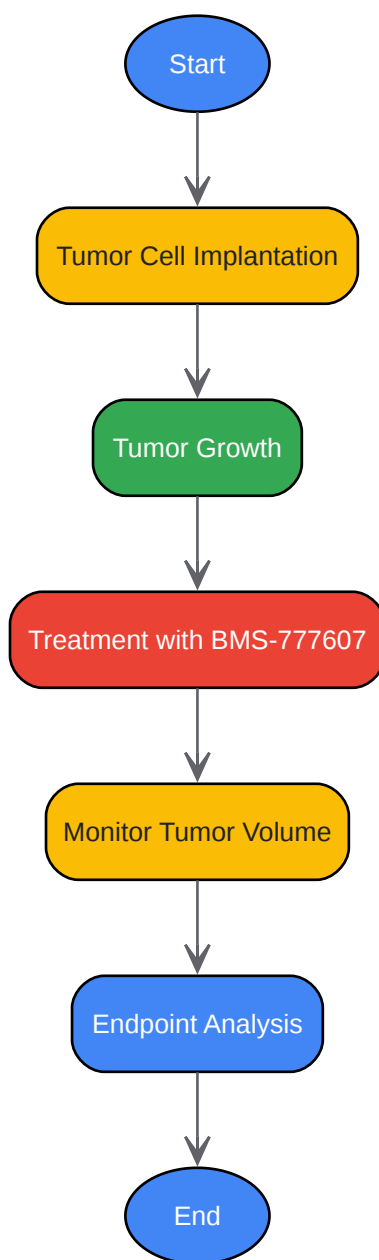 Start
Tumor Cell Implantation
Tumor Growth
Treatment with BMS-777607
Monitor Tumor Volume
Endpoint Analysis
End